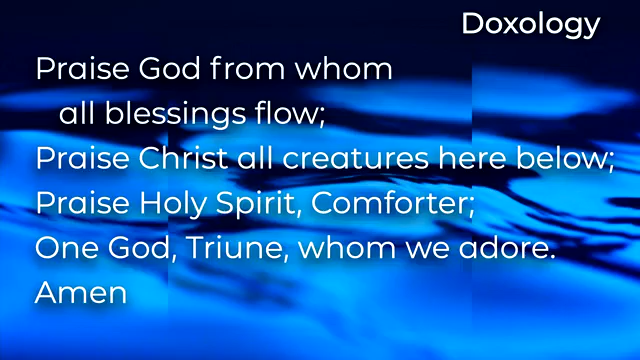 Doxology
Praise God from whom
all blessings flow;
Praise Christ all creatures here below;
Praise Holy Spirit, Comforter;
One God, Triune, whom we adore.
Amen